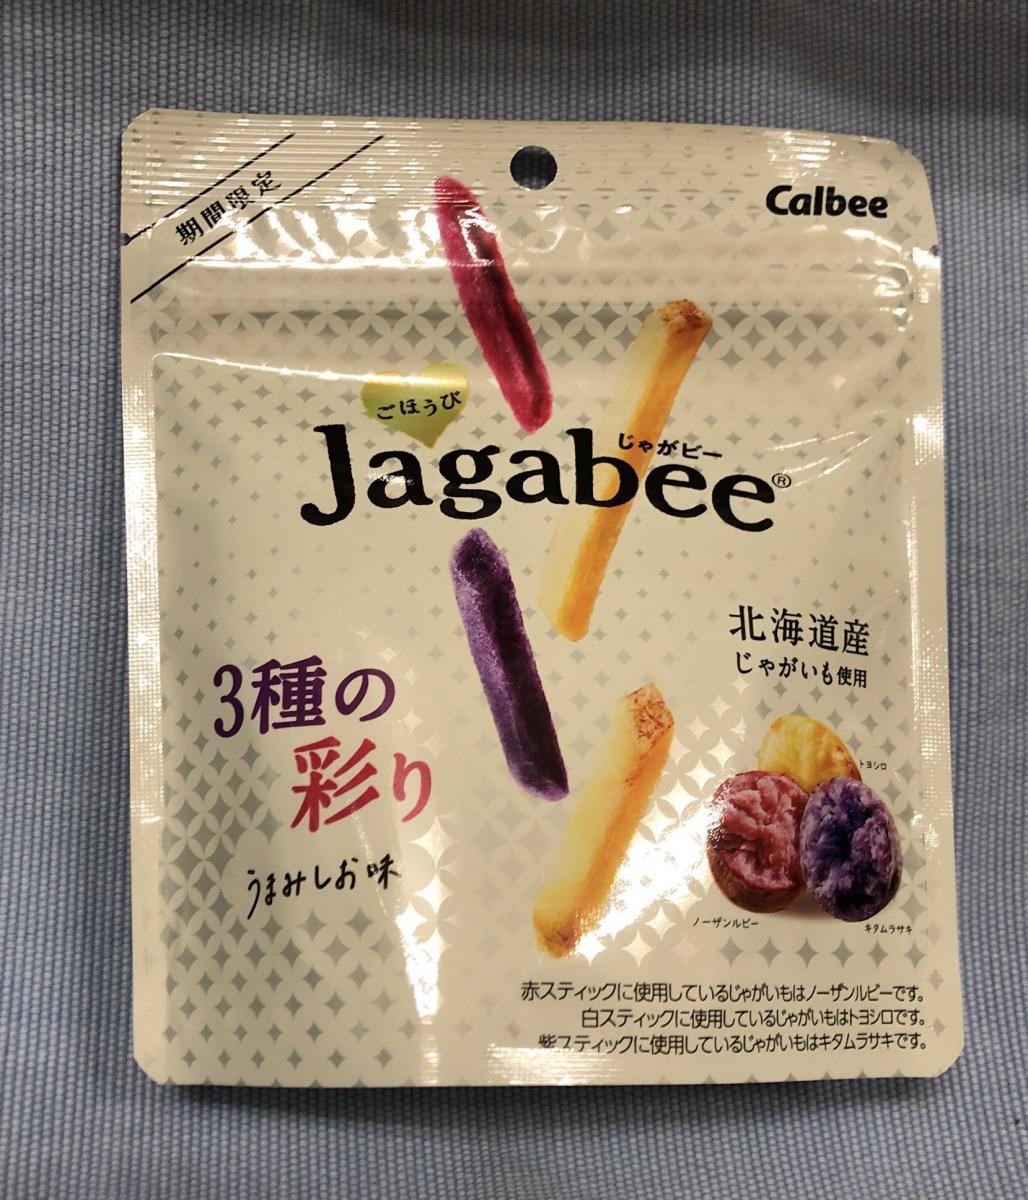 期間限定
Calbee
ごほうび
じゃがビー
Jagabee®
北海道産
じゃがいも使用
3種の
彩り
うまみしお味
トヨシロ
ノーザンルビー
キタムラサキ
赤スティックに使用しているじゃがいもはノーザンルビーです。
白スティックに使用しているじゃがいもはトヨシロです。
紫スティックに使用しているじゃがいもはキタムラサキです。